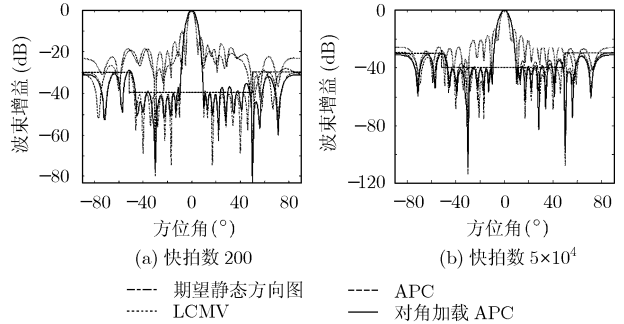 0
−20
−40
−60
−80
波束增益 (dB)
−80 −40 0 40 80
方位角(°)
(a) 快拍数 200
0
−40
−80
−120
波束增益 (dB)
−80 −40 0 40 80
方位角(°)
(b) 快拍数 5×10⁴
期望静态方向图
LCMV
APC
对角加载 APC